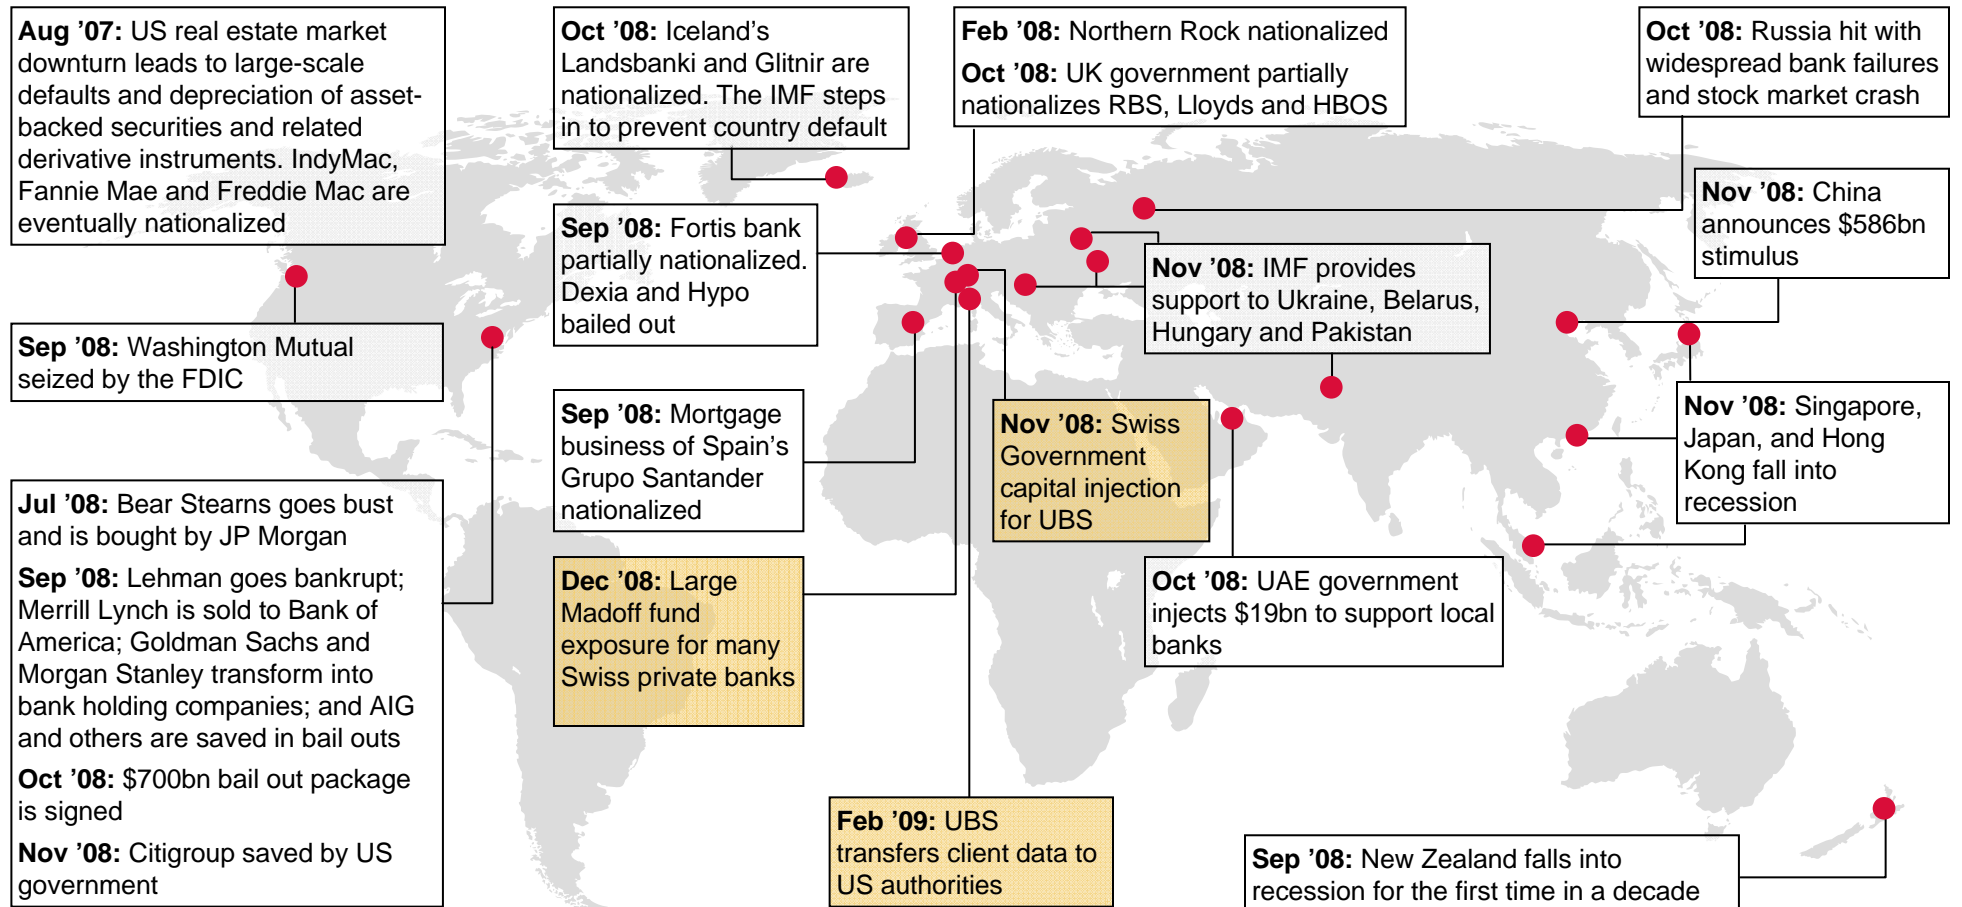 Aug ’07: US real estate market
downturn leads to large-scale
defaults and depreciation of asset-
backed securities and related
derivative instruments. IndyMac,
Fannie Mae and Freddie Mac are
eventually nationalized
Sep ’08: Washington Mutual
seized by the FDIC
Jul ’08: Bear Stearns goes bust
and is bought by JP Morgan
Sep ’08: Lehman goes bankrupt;
Merrill Lynch is sold to Bank of
America; Goldman Sachs and
Morgan Stanley transform into
bank holding companies; and AIG
and others are saved in bail outs
Oct ’08: $700bn bail out package
is signed
Nov ’08: Citigroup saved by US
government
Oct ’08: Iceland’s
Landsbanki and Glitnir are
nationalized. The IMF steps
in to prevent country default
Sep ’08: Fortis bank
partially nationalized.
Dexia and Hypo
bailed out
Sep ’08: Mortgage
business of Spain’s
Grupo Santander
nationalized
Dec ’08: Large
Madoff fund
exposure for many
Swiss private banks
Feb ’08: Northern Rock nationalized
Oct ’08: UK government partially
nationalizes RBS, Lloyds and HBOS
Nov ’08: Swiss
Government
capital injection
for UBS
Feb ’09: UBS
transfers client data to
US authorities
Nov ’08: IMF provides
support to Ukraine, Belarus,
Hungary and Pakistan
Oct ’08: UAE government
injects $19bn to support local
banks
Oct ’08: Russia hit with
widespread bank failures
and stock market crash
Nov ’08: China
announces $586bn
stimulus
Nov ’08: Singapore,
Japan, and Hong
Kong fall into
recession
Sep ’08: New Zealand falls into
recession for the first time in a decade